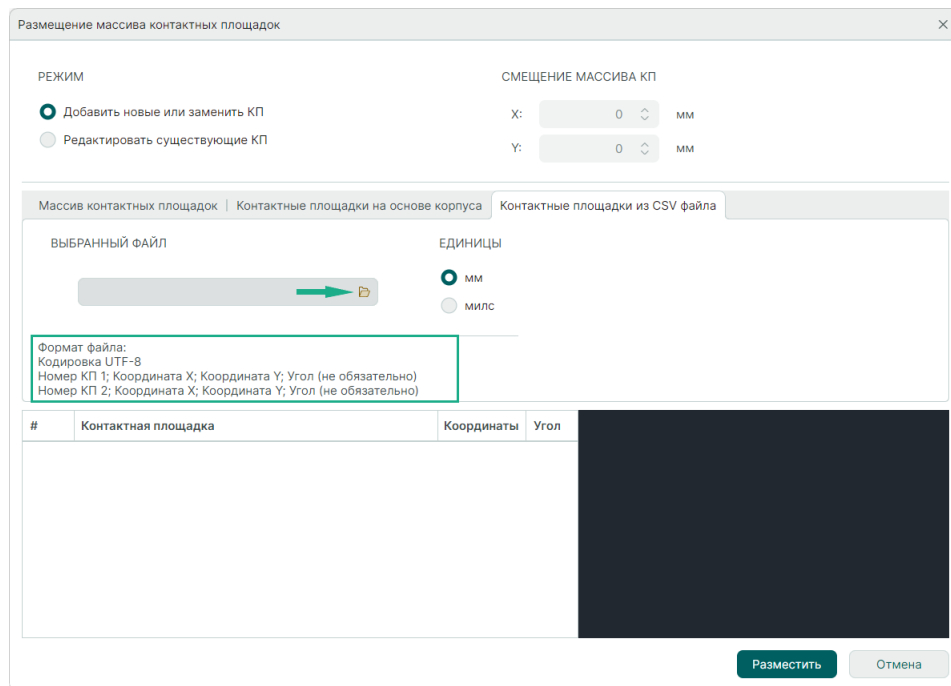 Размещение массива контактных площадок
РЕЖИМ
Добавить новые или заменить КП
Редактировать существующие КП
СМЕЩЕНИЕ МАССИВА КП
X: 0 мм
Y: 0 мм
Массив контактных площадок | Контактные площадки на основе корпуса | Контактные площадки из CSV файла
ВЫБРАННЫЙ ФАЙЛ
ЕДИНИЦЫ
мм
милс
Формат файла:
Кодировка UTF-8
Номер КП 1; Координата X; Координата Y; Угол (не обязательно)
Номер КП 2; Координата X; Координата Y; Угол (не обязательно)
# Контактная площадка Координаты Угол
Разместить Отмена